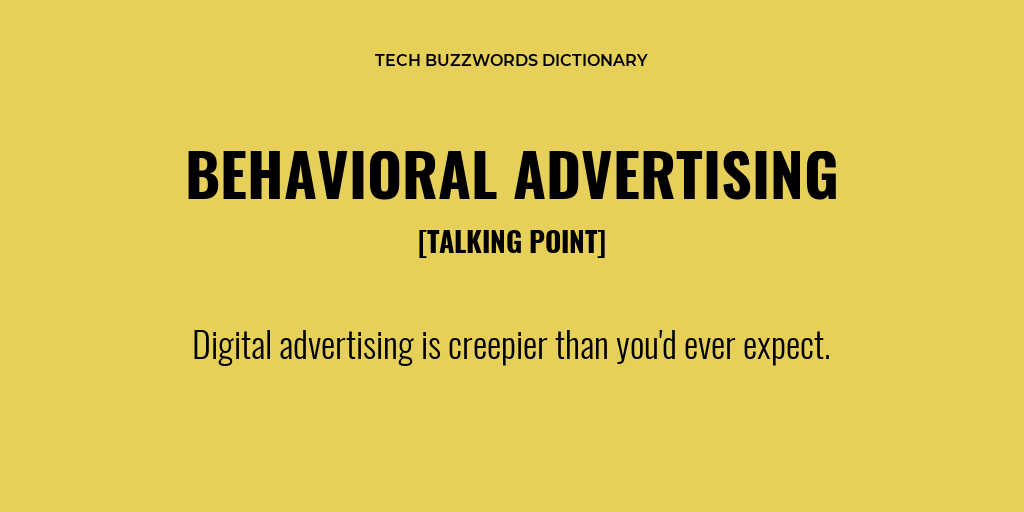 TECH BUZZWORDS DICTIONARY
BEHAVIORAL ADVERTISING
[TALKING POINT]
Digital advertising is creepier than you'd ever expect.